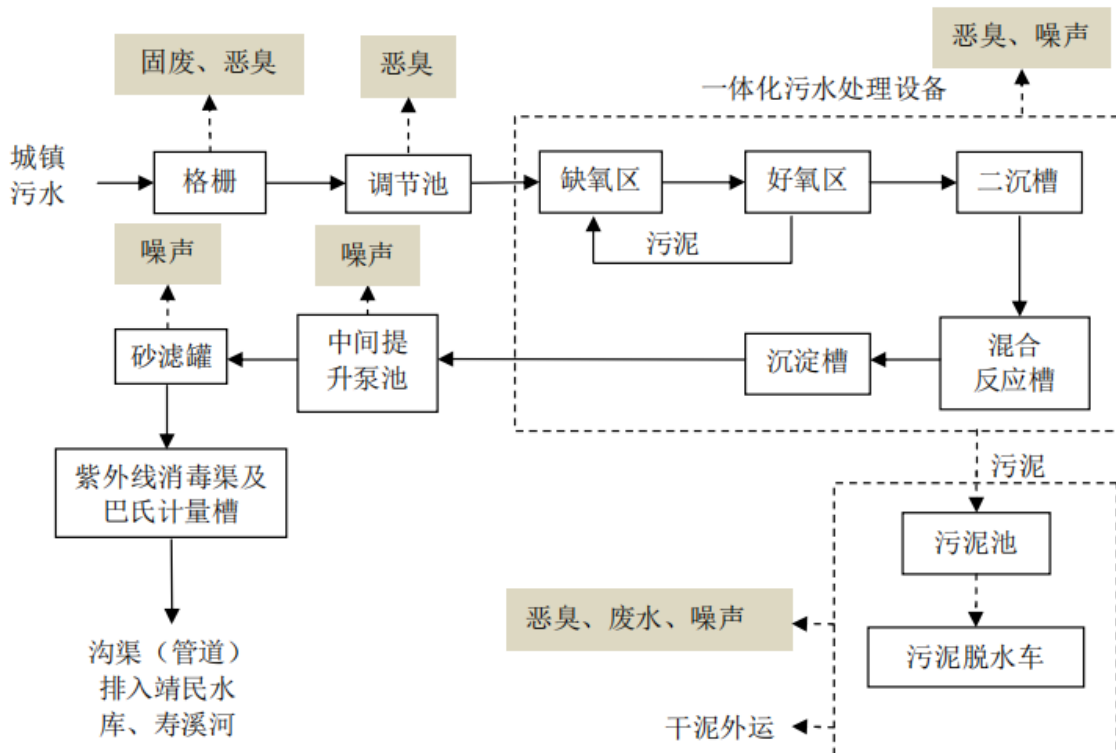 恶臭、噪声
固废、恶臭
恶臭
一体化污水处理设备
城镇
污水
格栅
调节池
缺氧区
好氧区
二沉槽
污泥
噪声
噪声
砂滤罐
中间提
升泵池
沉淀槽
混合
反应槽
紫外线消毒渠及
巴氏计量槽
污泥
污泥池
恶臭、废水、噪声
污泥脱水车
沟渠（管道）
排入靖民水
库、寿溪河
干泥外运